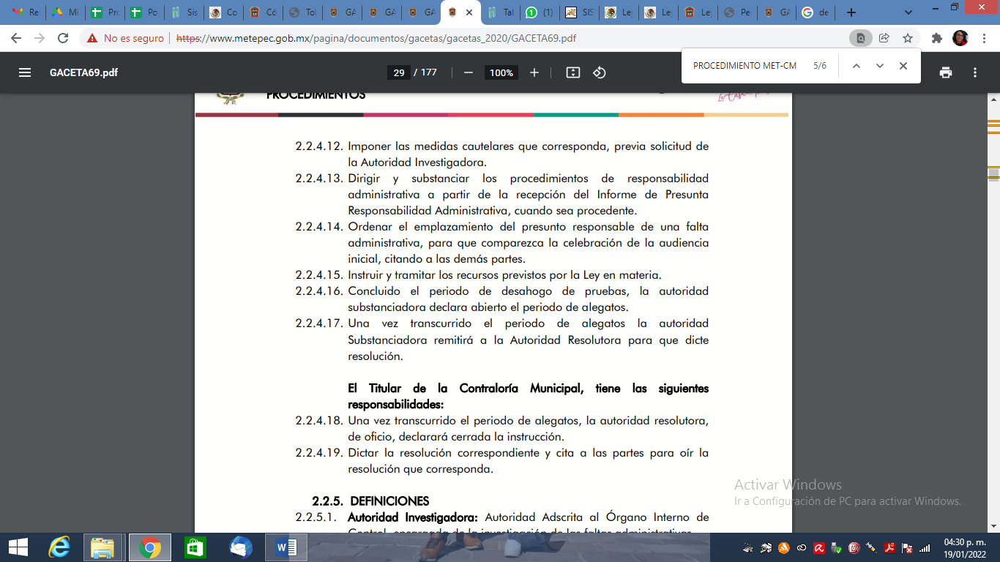 Re
Mi
Pro
Po
Sis
Co
Có
Tol
GA
GA
GA
Tal
(1)
SIS
Le
Le
Le
Pe
GA
de
No es seguro
https://www.metepec.gob.mx/pagina/documentos/gacetas/gacetas_2020/GACETA69.pdf
GACETA69.pdf
29 / 177
100%
PROCEDIMIENTO MET-CM 5/6
PROCEDIMIENTOS
2.2.4.12. Imponer las medidas cautelares que corresponda, previa solicitud de
la Autoridad Investigadora.
2.2.4.13. Dirigir y substanciar los procedimientos de responsabilidad
administrativa a partir de la recepción del Informe de Presunta
Responsabilidad Administrativa, cuando sea procedente.
2.2.4.14. Ordenar el emplazamiento del presunto responsable de una falta
administrativa, para que comparezca la celebración de la audiencia
inicial, citando a las demás partes.
2.2.4.15. Instruir y tramitar los recursos previstos por la Ley en materia.
2.2.4.16. Concluido el periodo de desahogo de pruebas, la autoridad
substanciadora declara abierto el periodo de alegatos.
2.2.4.17. Una vez transcurrido el periodo de alegatos la autoridad
Substanciadora remitirá a la Autoridad Resolutora para que dicte
resolución.
El Titular de la Contraloría Municipal, tiene las siguientes
responsabilidades:
2.2.4.18. Una vez transcurrido el periodo de alegatos, la autoridad resolutora,
de oficio, declarará cerrada la instrucción.
2.2.4.19. Dictar la resolución correspondiente y cita a las partes para oír la
resolución que corresponda.
2.2.5. DEFINICIONES
2.2.5.1. Autoridad Investigadora: Autoridad Adscrita al Órgano Interno de
Control, encargada de la investigación de las faltas administrativas
Activar Windows
Ir a Configuración de PC para activar Windows.
04:30 p. m.
19/01/2022